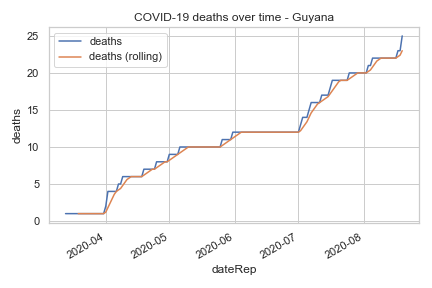 COVID-19 deaths over time - Guyana
deaths
deaths (rolling)
25
20
15
10
5
0
deaths
2020-04
2020-05
2020-06
2020-07
2020-08
dateRep